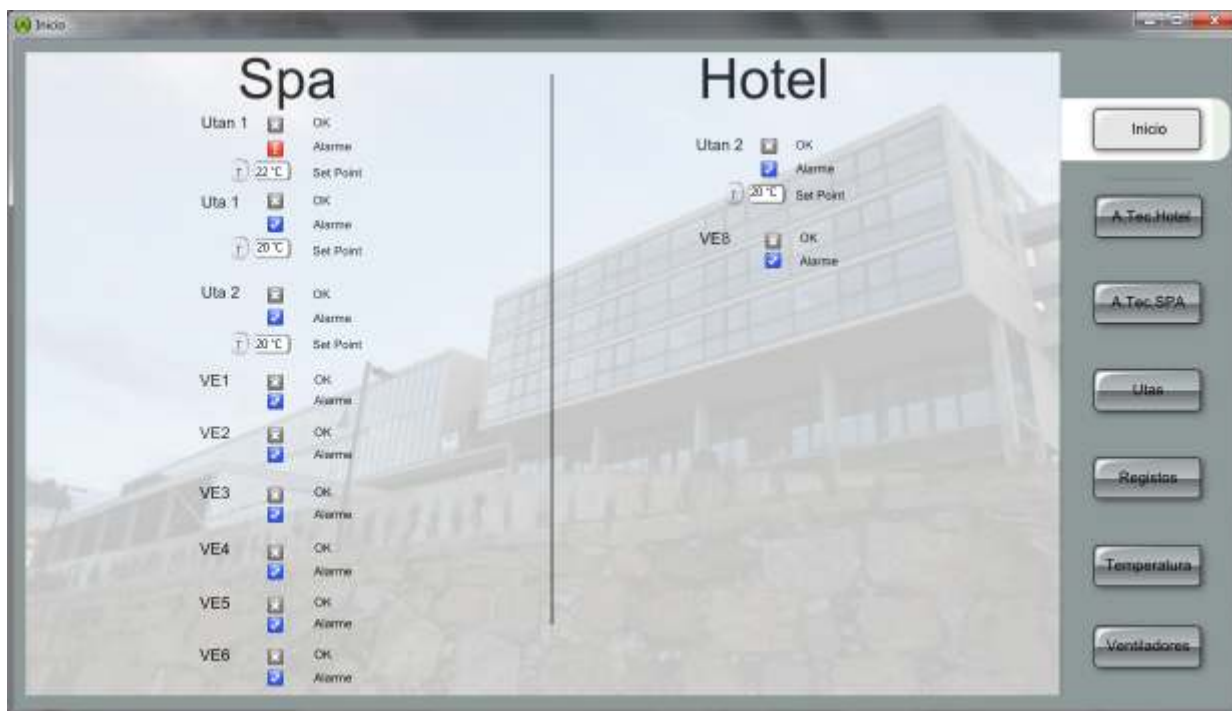 Inicio
Spa
Utan 1 OK
Alarme
22 °C Set Point
Uta 1 OK
Alarme
20 °C Set Point
Uta 2 OK
Alarme
20 °C Set Point
VE1 OK
Alarme
VE2 OK
Alarme
VE3 OK
Alarme
VE4 OK
Alarme
VE5 OK
Alarme
VE6 OK
Alarme
Hotel
Utan 2 OK
Alarme
20 °C Set Point
VE8 OK
Alarme
Inicio
A.Tec.Hotel
A.Tec.SPA
Utas
Registos
Temperatura
Ventiladores